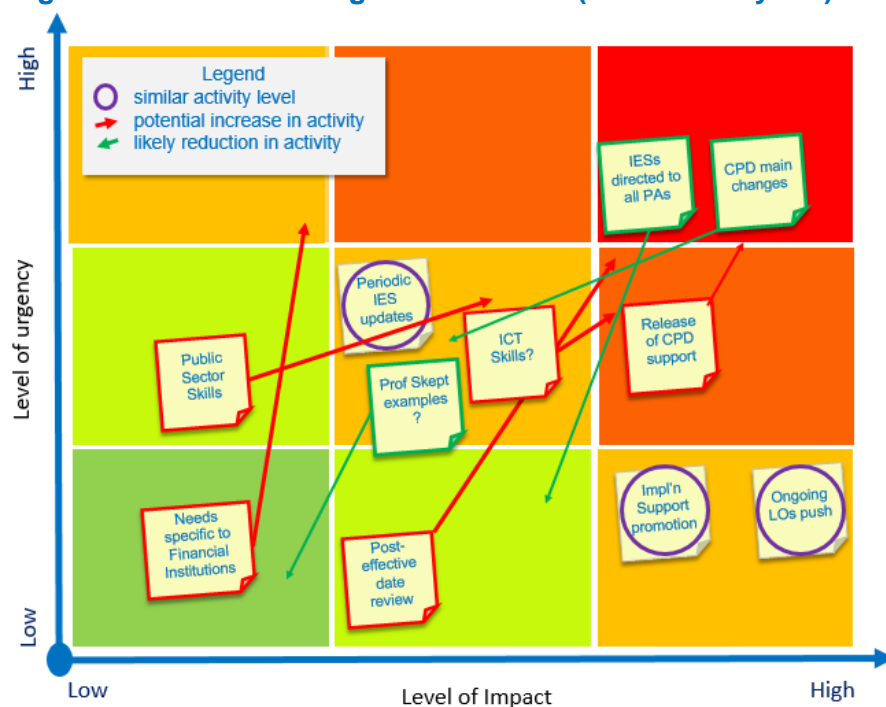 High
Legend
similar activity level
potential increase in activity
likely reduction in activity
IESs
directed to
all PAs
CPD main
changes
Level of urgency
Periodic
IES
updates
Public
Sector
Skills
ICT
Skills?
Release
of CPD
support
Prof Skept
examples
?
Needs
specific to
Financial
Institutions
Post-
effective
date
review
Impl'n
Support
promotion
Ongoing
LOs push
Low
Low
Level of Impact
High